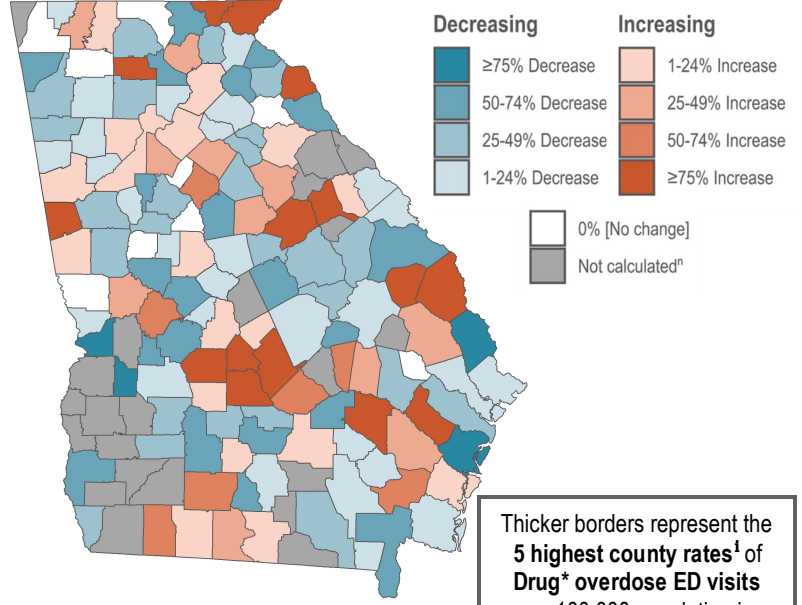 Decreasing Increasing
≥75% Decrease 1-24% Increase
50-74% Decrease 25-49% Increase
25-49% Decrease 50-74% Increase
1-24% Decrease ≥75% Increase
0% [No change]
Not calculatedⁿ
Thicker borders represent the
5 highest county rates¹ of
Drug* overdose ED visits